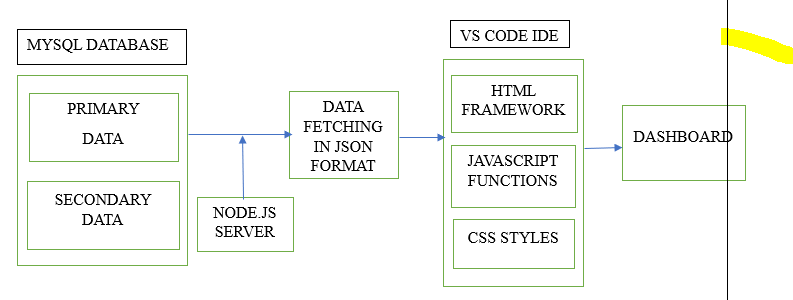 MYSQL DATABASE
PRIMARY
DATA
SECONDARY
DATA
NODE.JS
SERVER
DATA
FETCHING
IN JSON
FORMAT
VS CODE IDE
HTML
FRAMEWORK
JAVASCRIPT
FUNCTIONS
CSS STYLES
DASHBOARD